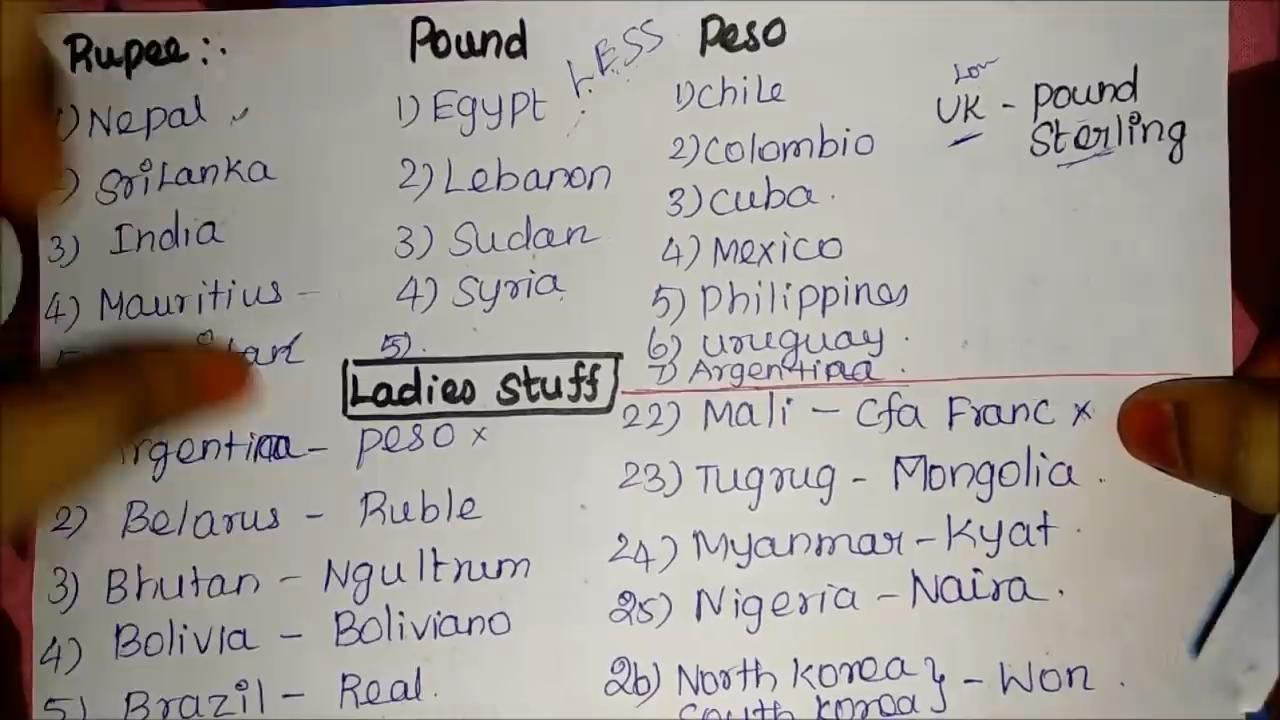 Rupee :.
1) Nepal
) SriLanka
3) India
4) Mauritius -
Pound
LESS
1) Egypt
2) Lebanon
3) Sudan
4) Syria
5).
Peso
1) Chile
2) Colombio
3) Cuba.
4) Mexico
5) Philippines
6) uruguay.
7) Argentina.
UK - Pound
Sterling
Ladies Stuff
rgentina - Peso x
2) Belarus - Ruble
3) Bhutan - Ngultrum
4) Bolivia - Boliviano
5) Brazil - Real.
22) Mali - Cfa Franc x
23) Tugrug - Mongolia.
24) Myanmar - Kyat.
25) Nigeria - Naira.
26) North Korea } - Won.
South Korea